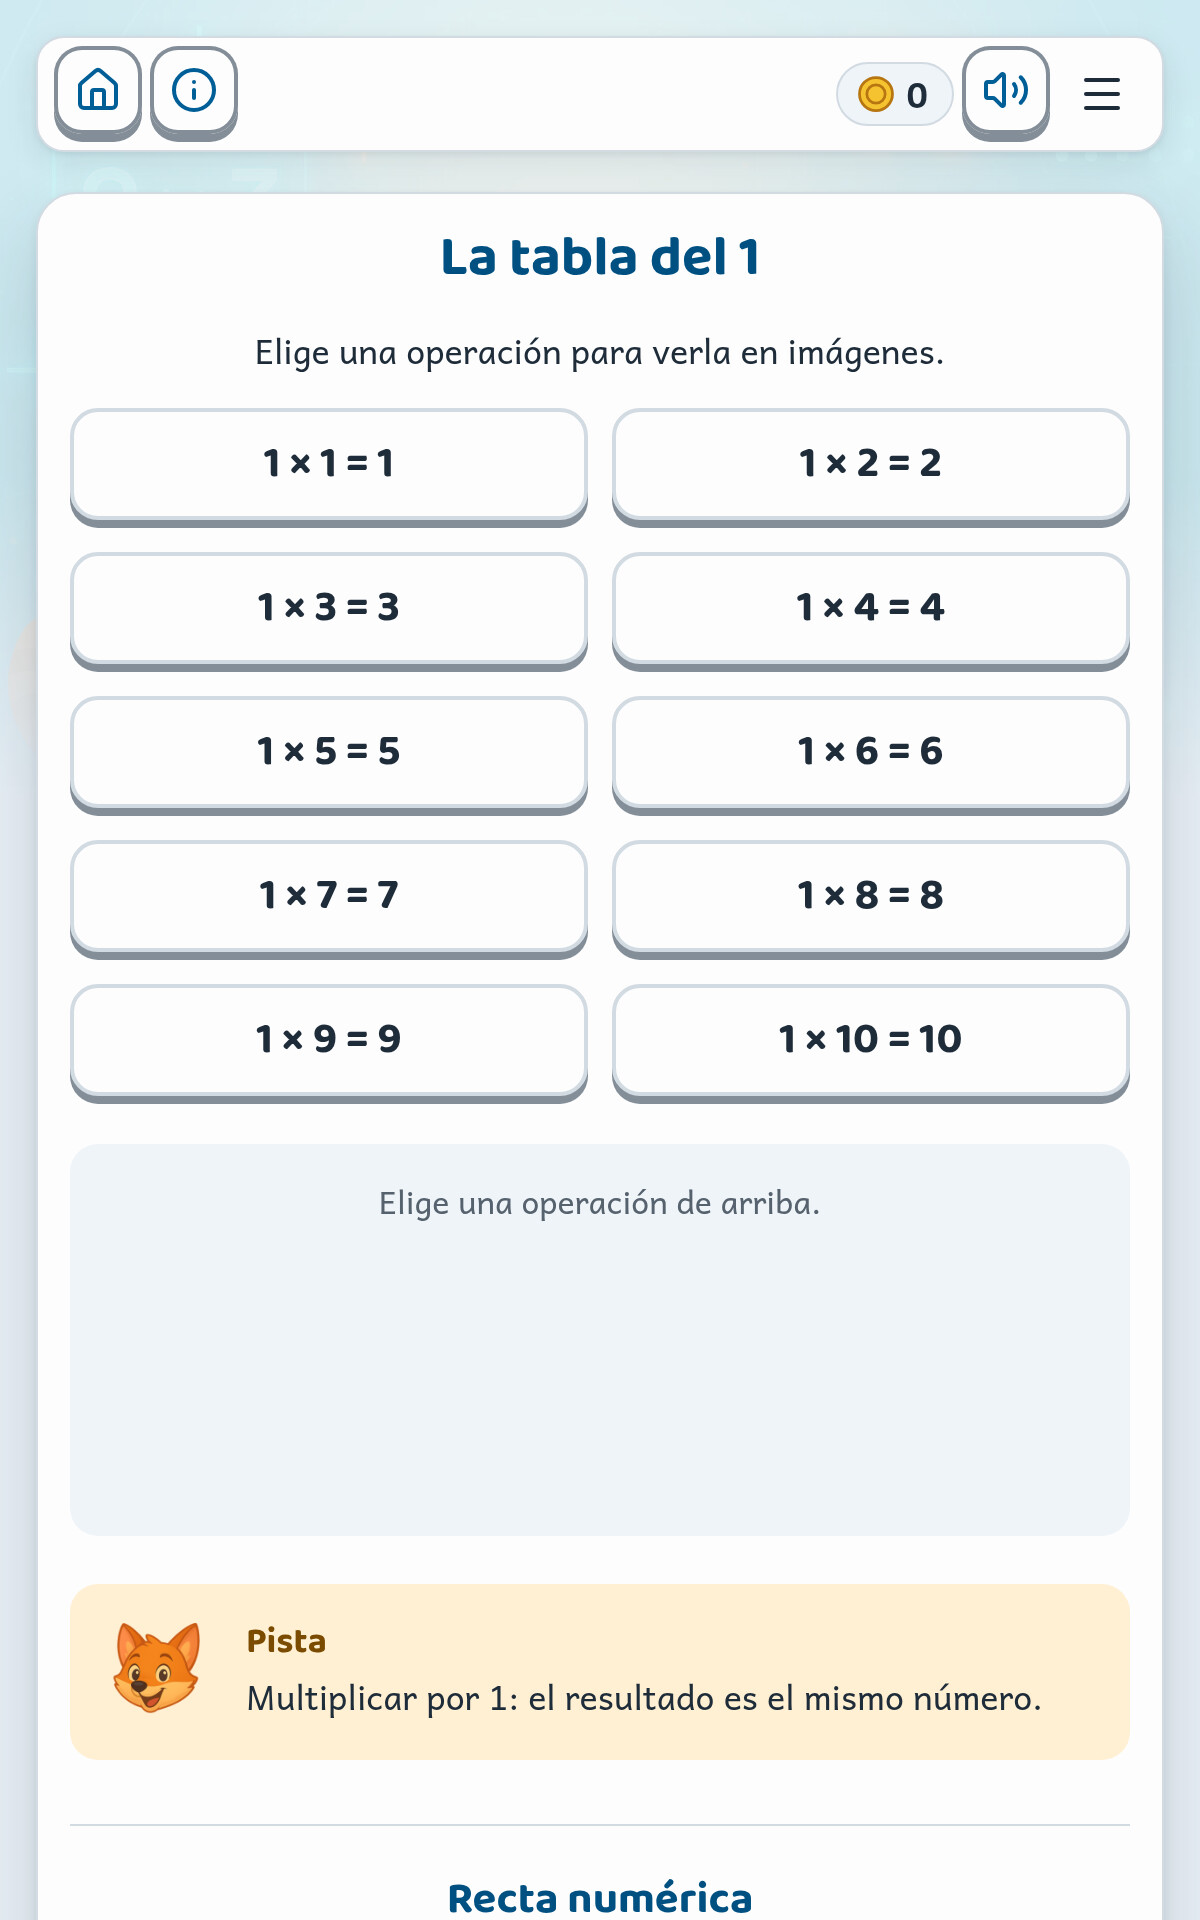 0
La tabla del 1
Elige una operación para verla en imágenes.
1 × 1 = 1
1 × 2 = 2
1 × 3 = 3
1 × 4 = 4
1 × 5 = 5
1 × 6 = 6
1 × 7 = 7
1 × 8 = 8
1 × 9 = 9
1 × 10 = 10
Elige una operación de arriba.
Pista
Multiplicar por 1: el resultado es el mismo número.
Recta numérica